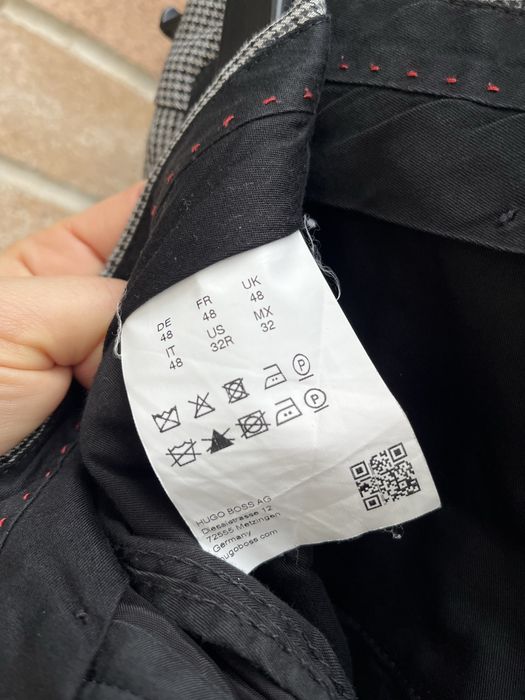 DE FR UK
48 48 48
IT US MX
48 32R 32
P
P
HUGO BOSS AG
Dieselstrasse 12
72555 Metzingen
Germany
hugoboss.com